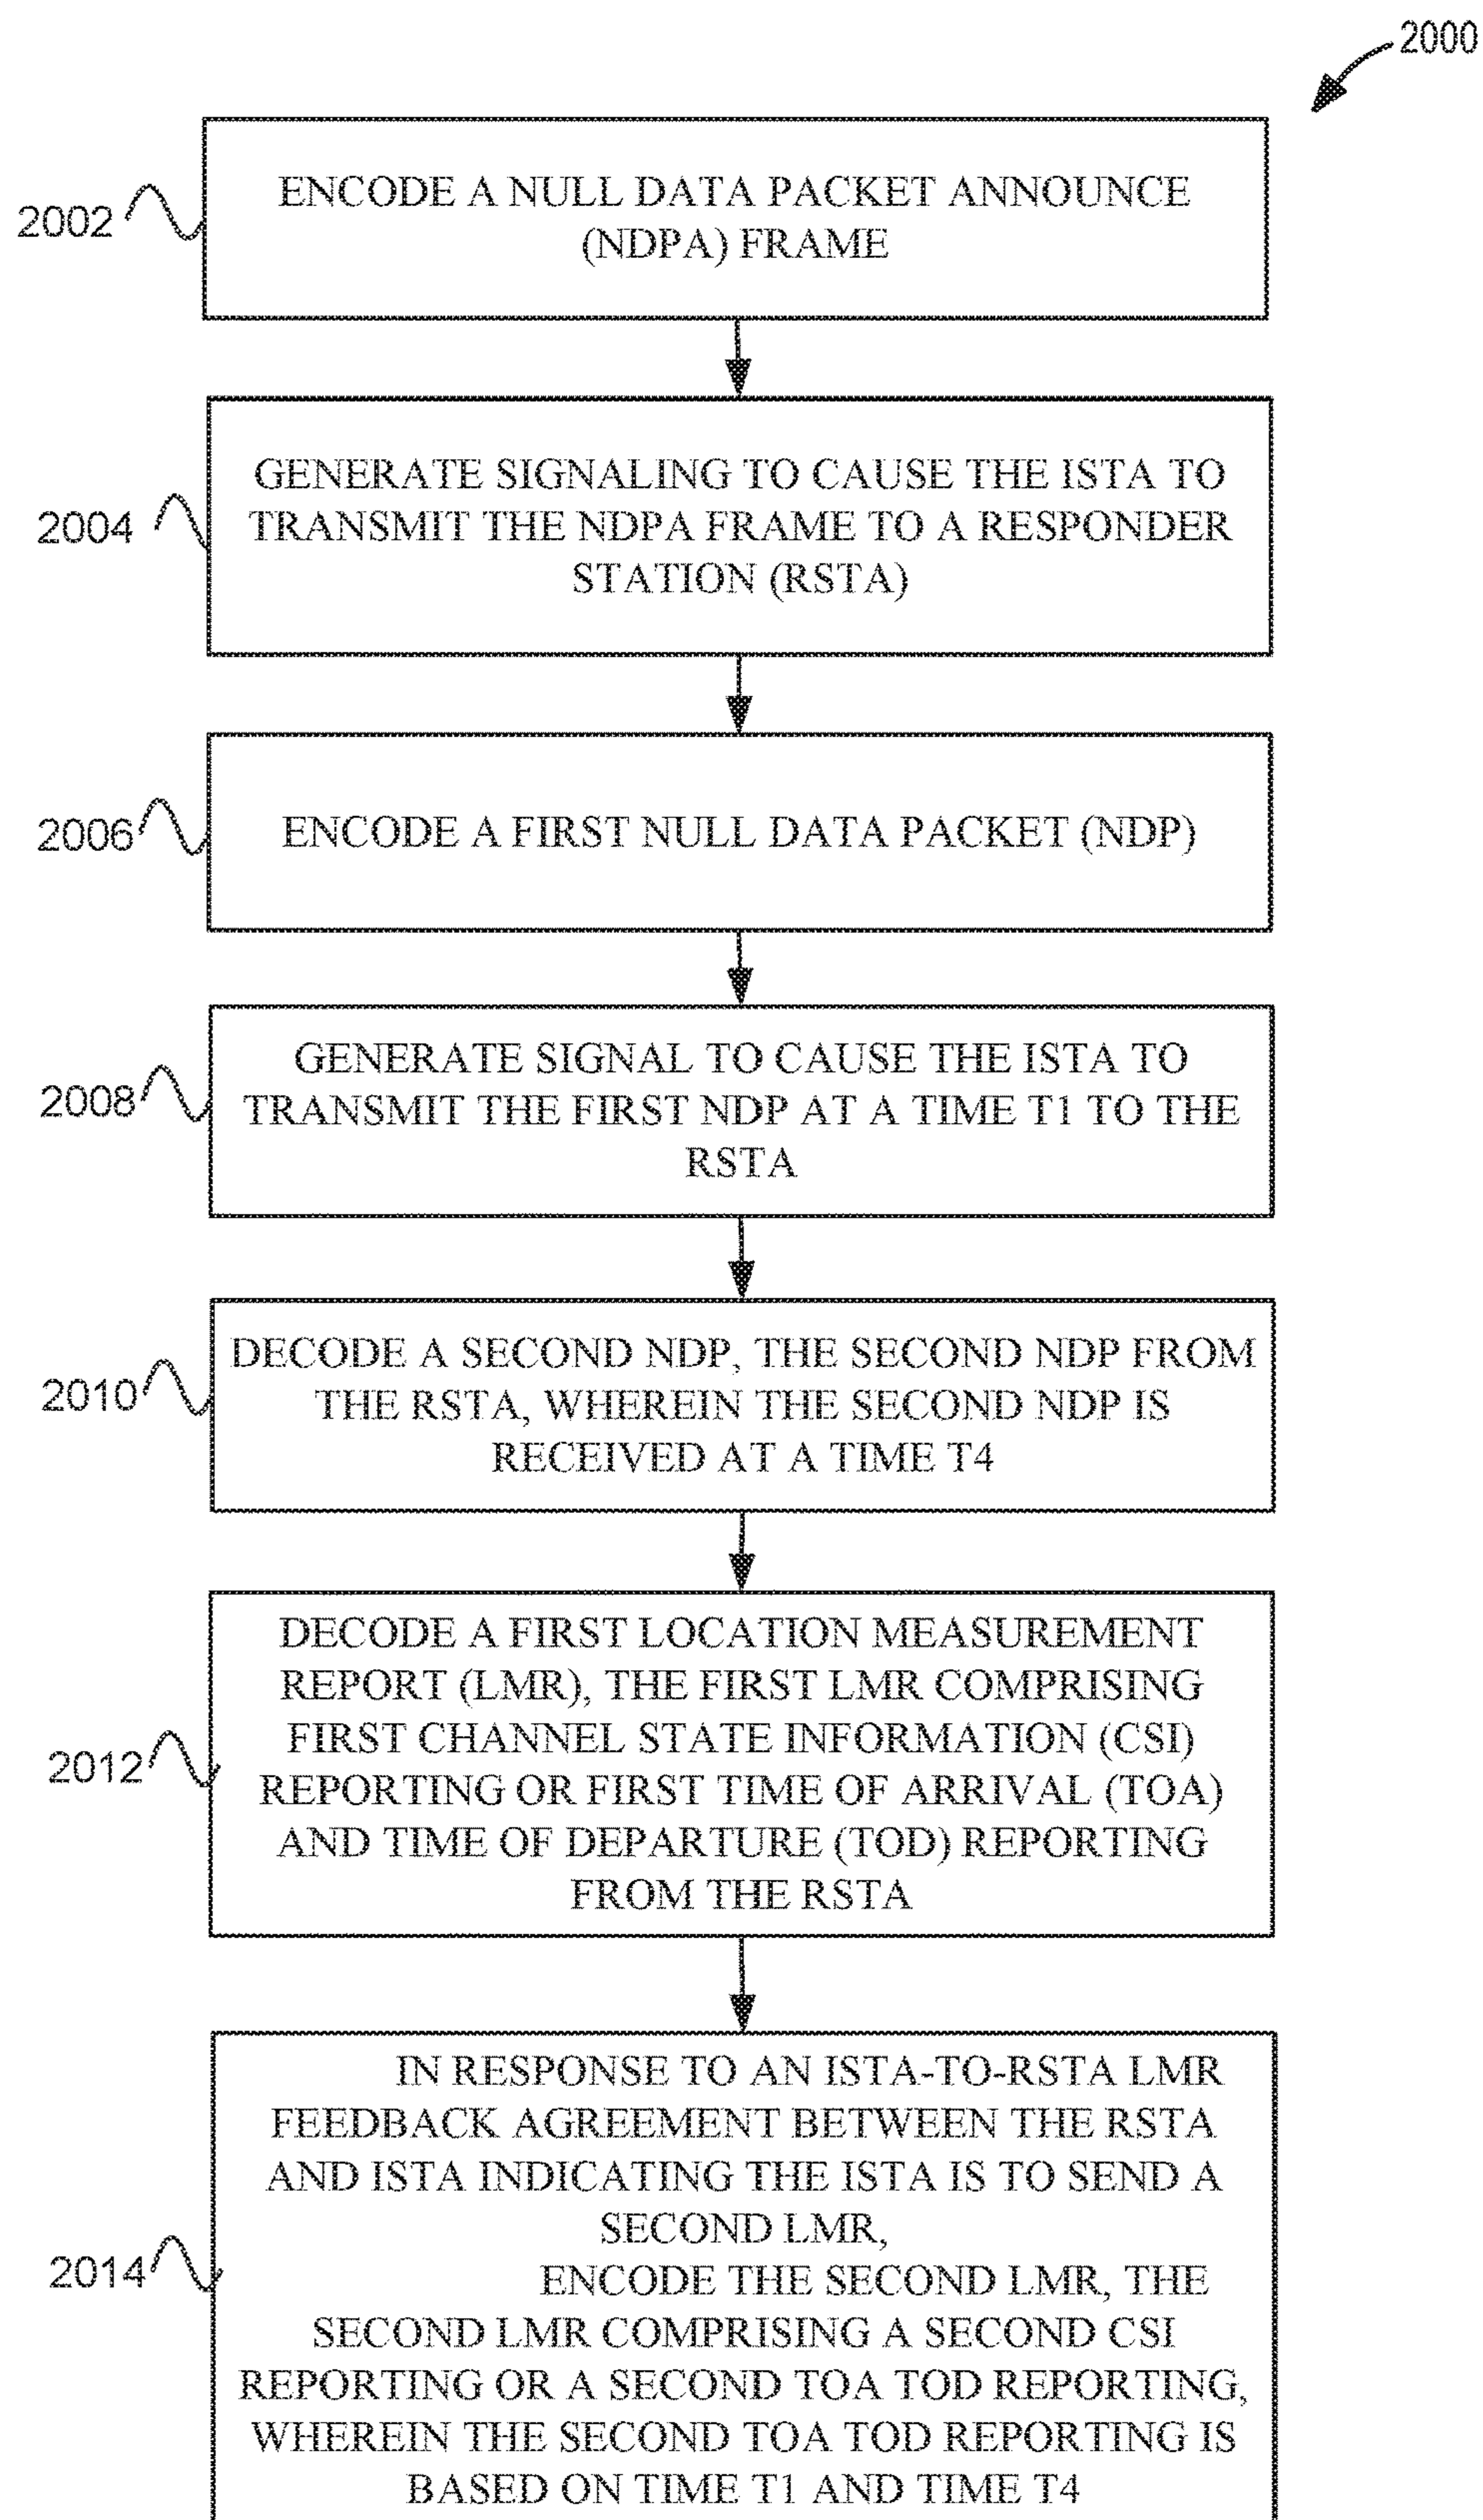 2000
2002
ENCODE A NULL DATA PACKET ANNOUNCE
(NDPA) FRAME
2004
GENERATE SIGNALING TO CAUSE THE ISTA TO
TRANSMIT THE NDPA FRAME TO A RESPONDER
STATION (RSTA)
2006
ENCODE A FIRST NULL DATA PACKET (NDP)
2008
GENERATE SIGNAL TO CAUSE THE ISTA TO
TRANSMIT THE FIRST NDP AT A TIME T1 TO THE
RSTA
2010
DECODE A SECOND NDP, THE SECOND NDP FROM
THE RSTA, WHEREIN THE SECOND NDP IS
RECEIVED AT A TIME T4
2012
DECODE A FIRST LOCATION MEASUREMENT
REPORT (LMR), THE FIRST LMR COMPRISING
FIRST CHANNEL STATE INFORMATION (CSI)
REPORTING OR FIRST TIME OF ARRIVAL (TOA)
AND TIME OF DEPARTURE (TOD) REPORTING
FROM THE RSTA
2014
IN RESPONSE TO AN ISTA-TO-RSTA LMR
FEEDBACK AGREEMENT BETWEEN THE RSTA
AND ISTA INDICATING THE ISTA IS TO SEND A
SECOND LMR,
ENCODE THE SECOND LMR, THE
SECOND LMR COMPRISING A SECOND CSI
REPORTING OR A SECOND TOA TOD REPORTING,
WHEREIN THE SECOND TOA TOD REPORTING IS
BASED ON TIME T1 AND TIME T4